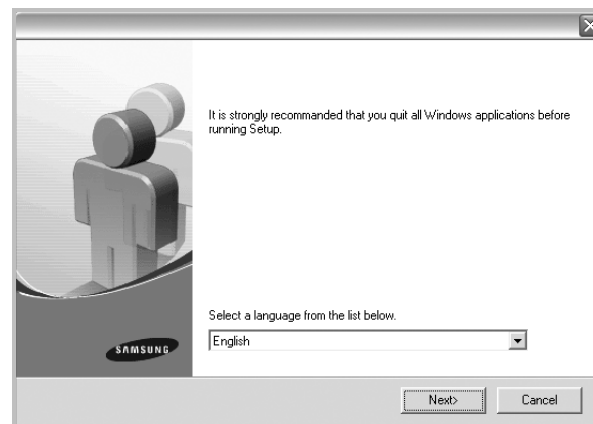 It is strongly recommanded that you quit all Windows applications before
running Setup.
Select a language from the list below.
English
SAMSUNG
Next>
Cancel